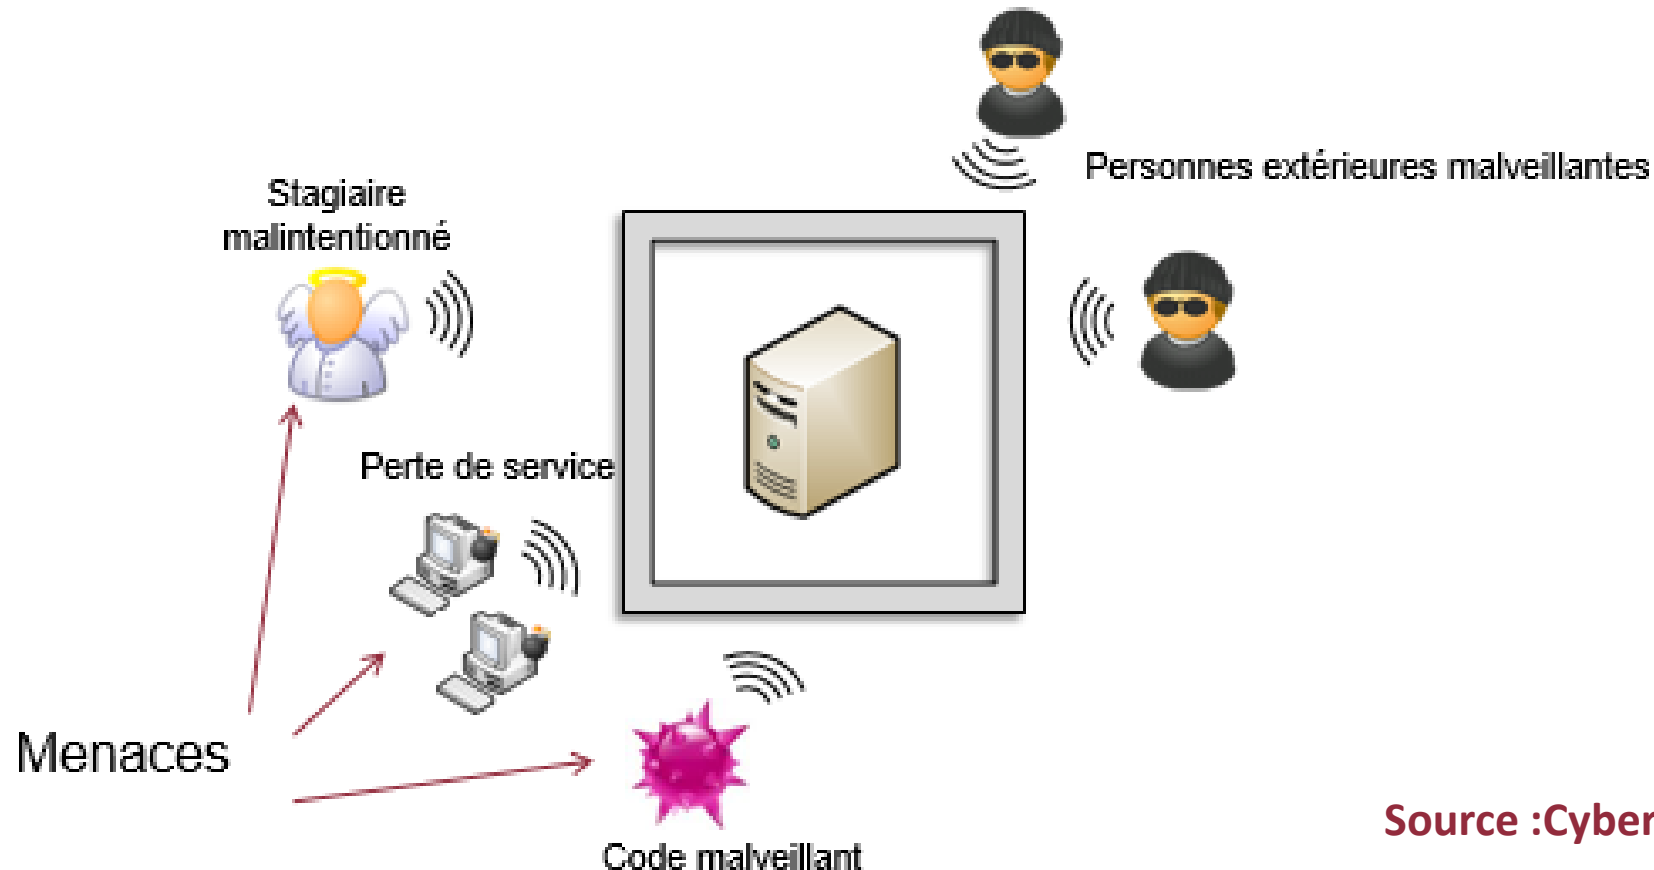 Personnes extérieures malveillantes
Stagiaire
malintentionné
Perte de service
Menaces
Code malveillant
Source :Cyber